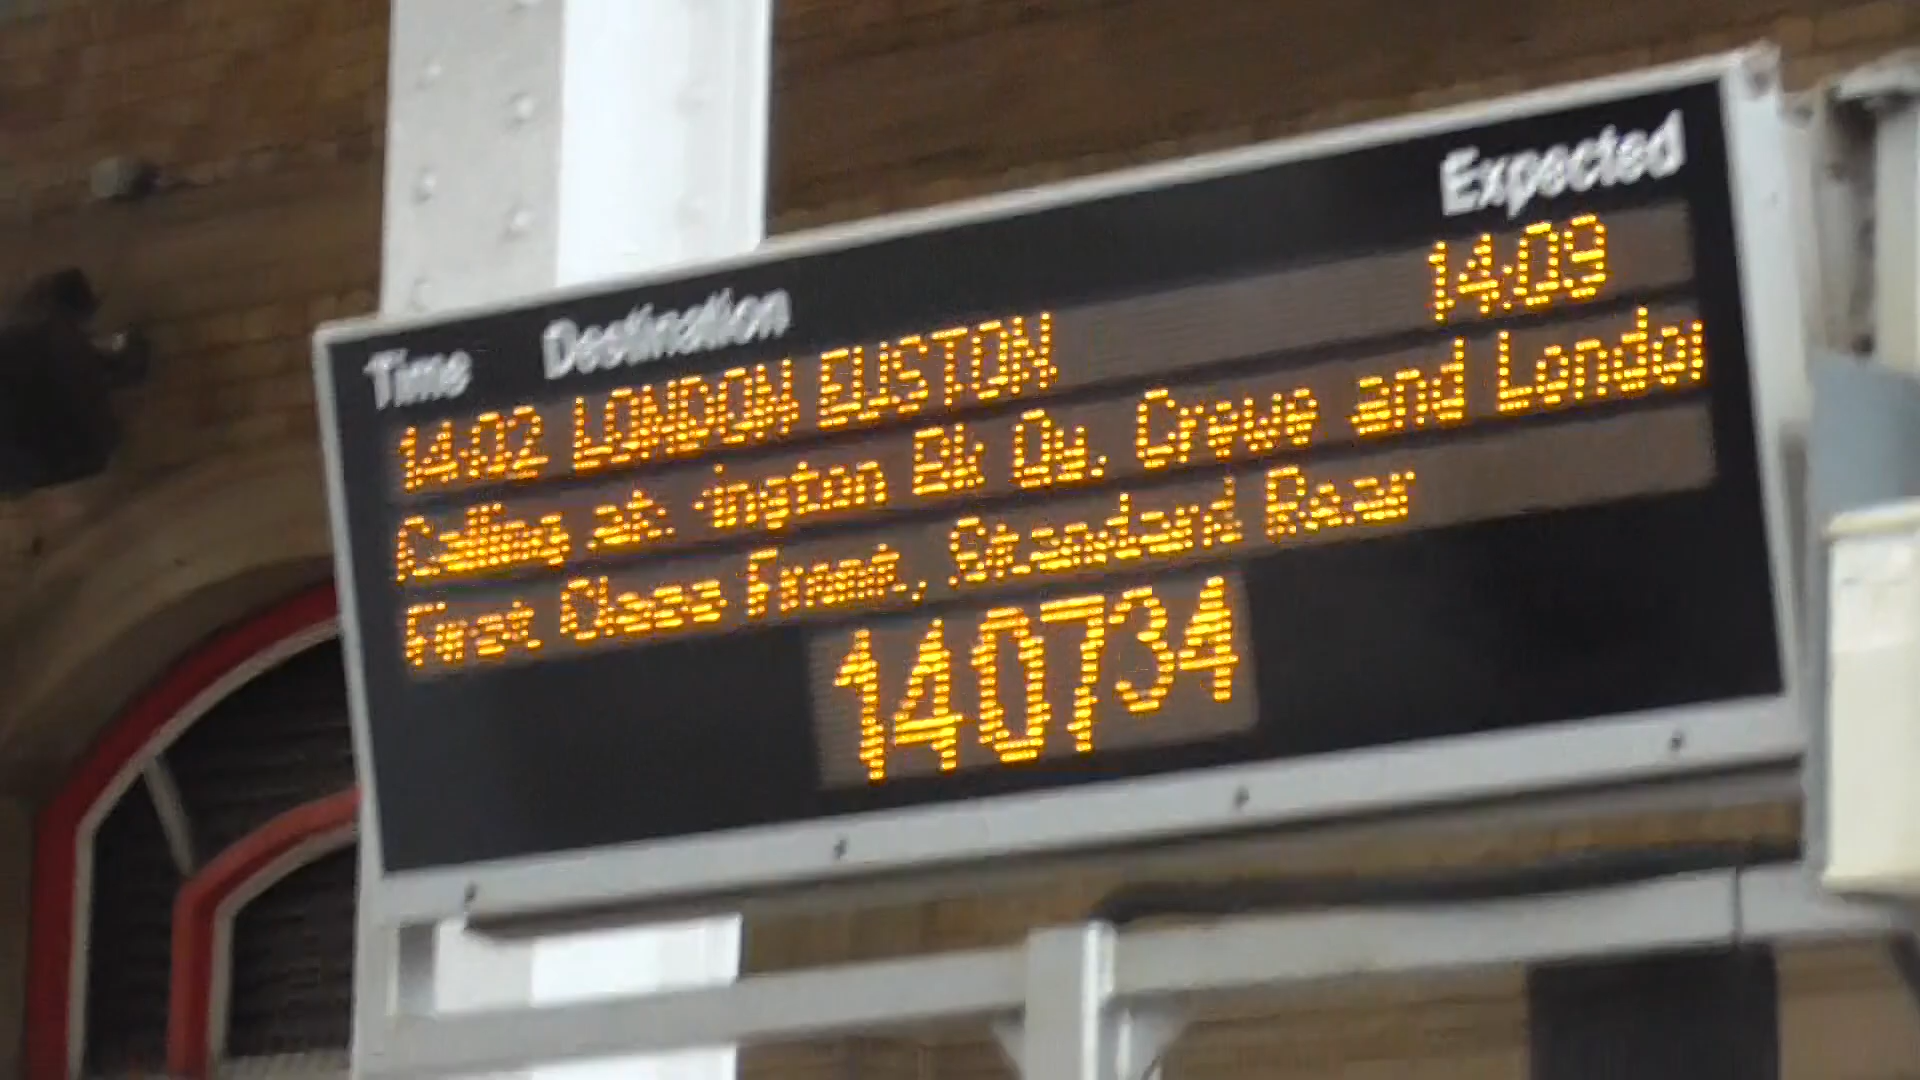 Time Destination Expected
14:02 LONDON EUSTON 14:09
Calling at: ington Bk Qy, Crewe and London
First Class Front, Standard Rear
140734